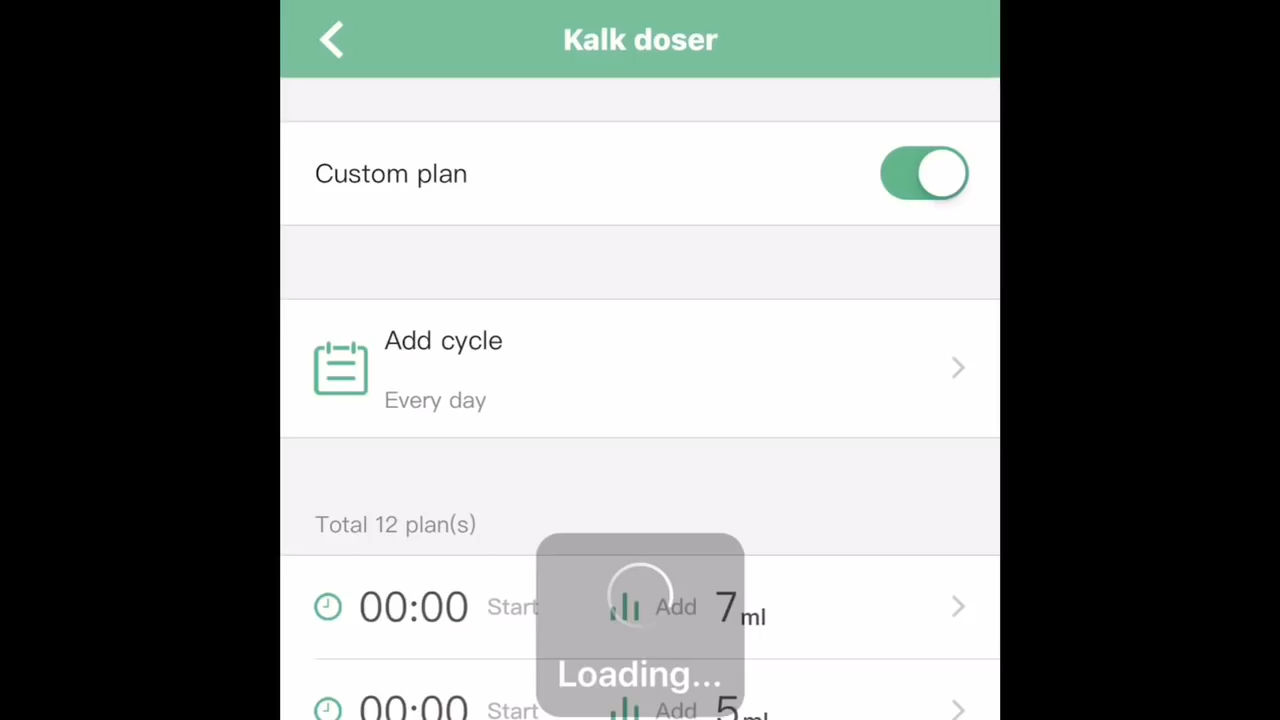 Kalk doser
Custom plan
Add cycle
Every day
Total 12 plan(s)
00:00 Start Add 7 ml
Loading...
00:00 Start Add 5 ml